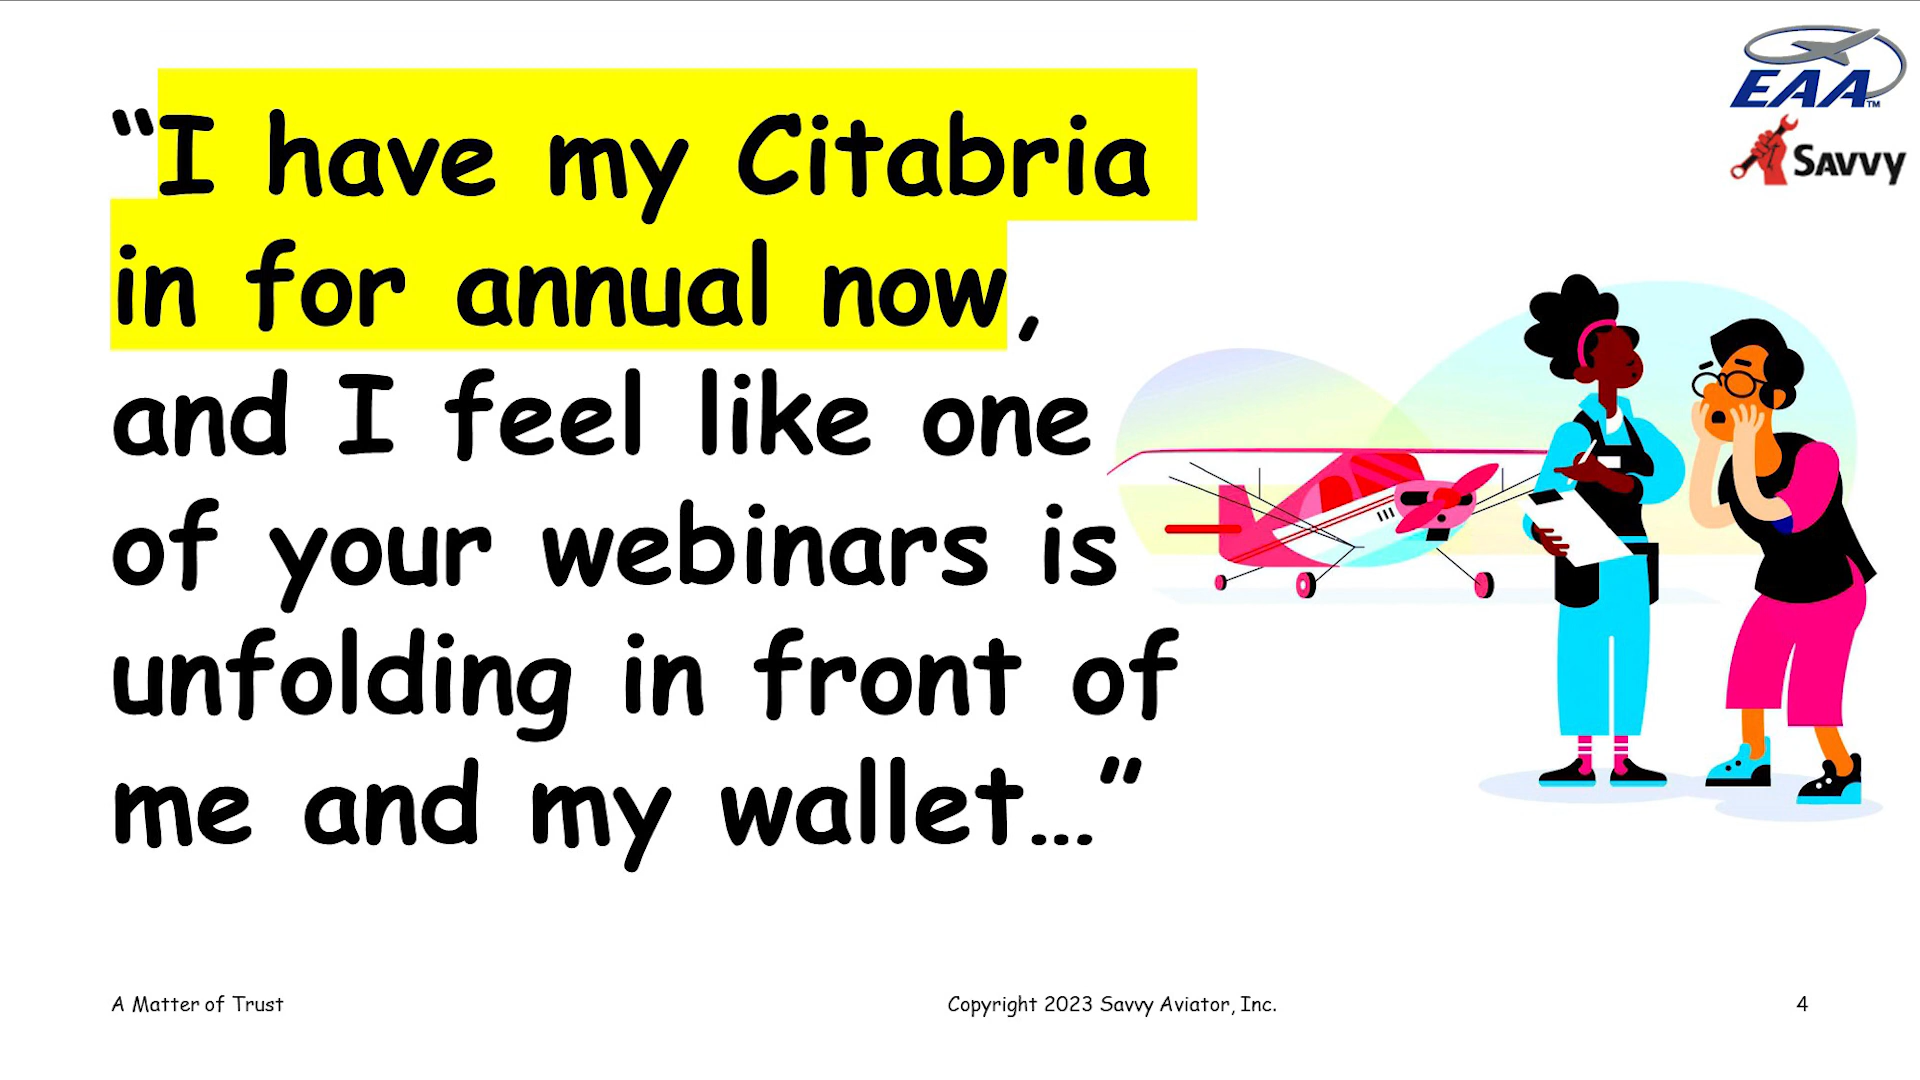 “I have my Citabria
in for annual now,
and I feel like one
of your webinars is
unfolding in front of
me and my wallet…”
EAA™
SAVVY
A Matter of Trust
Copyright 2023 Savvy Aviator, Inc.
4